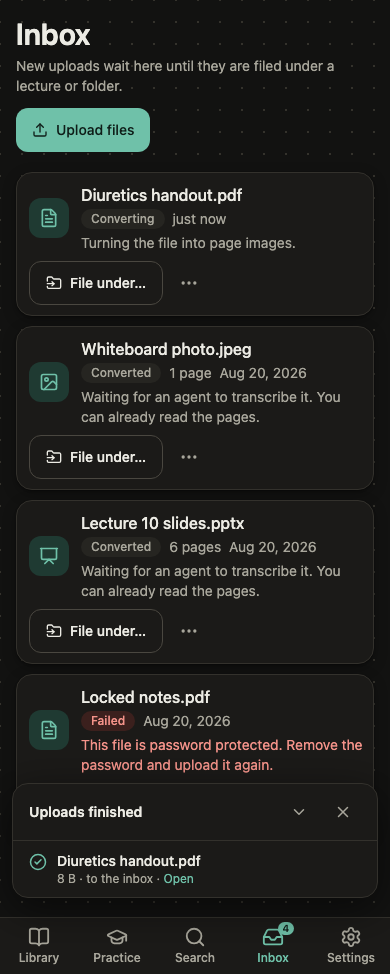 Inbox
New uploads wait here until they are filed under a
lecture or folder.
Upload files
Diuretics handout.pdf
Converting just now
Turning the file into page images.
File under...
Whiteboard photo.jpeg
Converted 1 page Aug 20, 2026
Waiting for an agent to transcribe it. You
can already read the pages.
File under...
Lecture 10 slides.pptx
Converted 6 pages Aug 20, 2026
Waiting for an agent to transcribe it. You
can already read the pages.
File under...
Locked notes.pdf
Failed Aug 20, 2026
This file is password protected. Remove the
password and upload it again.
Uploads finished
Diuretics handout.pdf
8 B · to the inbox · Open
4
Library Practice Search Inbox Settings